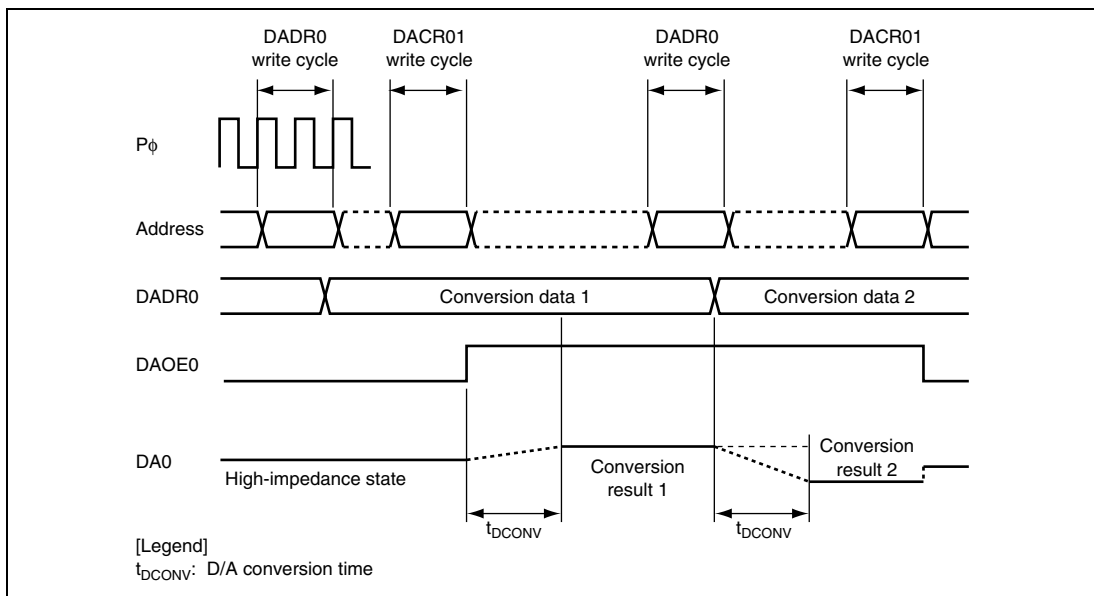 DADR0
write cycle
DACR01
write cycle
DADR0
write cycle
DACR01
write cycle
Pϕ
Address
DADR0
Conversion data 1
Conversion data 2
DAOE0
DA0
High-impedance state
Conversion
result 1
Conversion
result 2
tDCONV
tDCONV
[Legend]
tDCONV: D/A conversion time